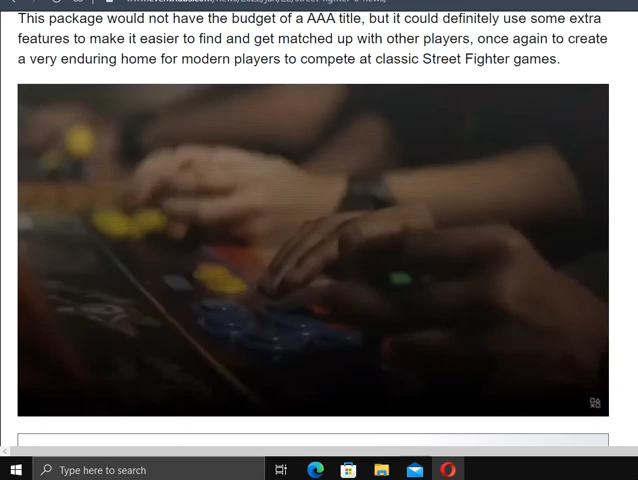 This package would not have the budget of a AAA title, but it could definitely use some extra
features to make it easier to find and get matched up with other players, once again to create
a very enduring home for modern players to compete at classic Street Fighter games.
Type here to search